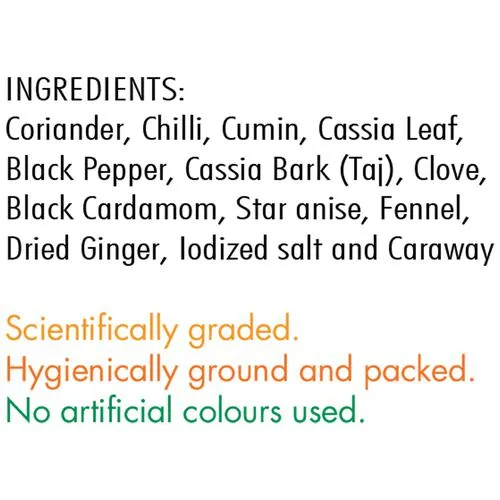 INGREDIENTS:
Coriander, Chilli, Cumin, Cassia Leaf,
Black Pepper, Cassia Bark (Taj), Clove,
Black Cardamom, Star anise, Fennel,
Dried Ginger, Iodized salt and Caraway
Scientifically graded.
Hygienically ground and packed.
No artificial colours used.